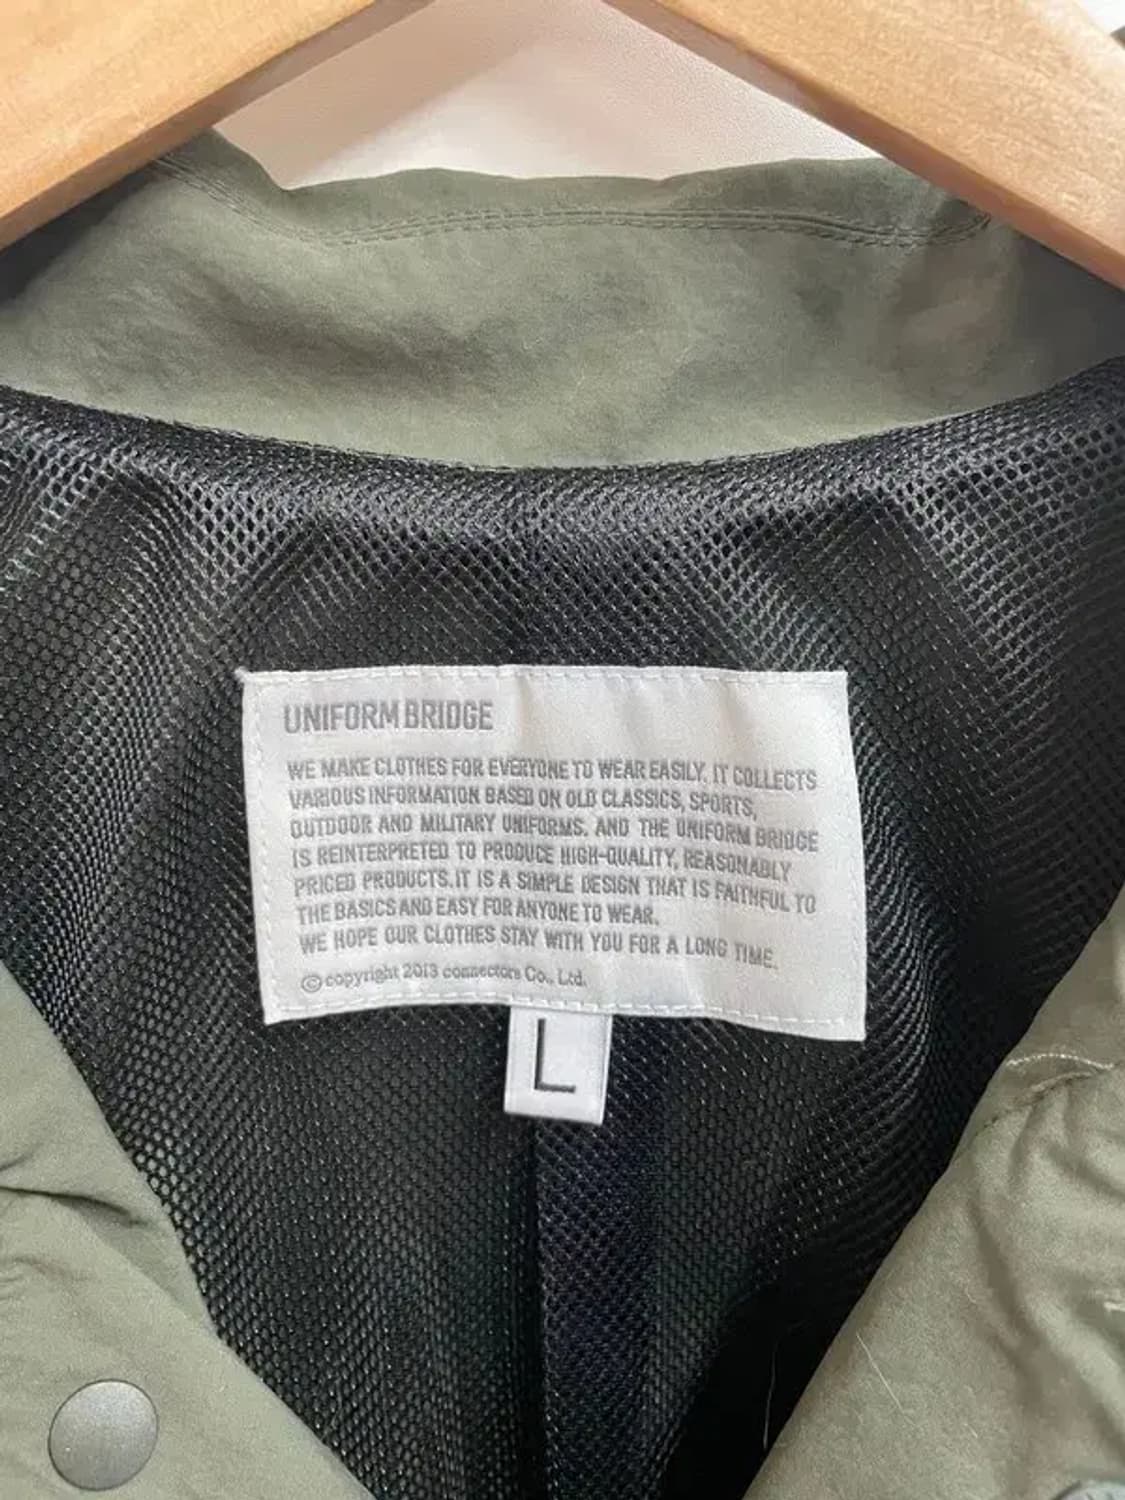 UNIFORM BRIDGE
WE MAKE CLOTHES FOR EVERYONE TO WEAR EASILY. IT COLLECTS
VARIOUS INFORMATION BASED ON OLD CLASSICS, SPORTS,
OUTDOOR AND MILITARY UNIFORMS. AND THE UNIFORM BRIDGE
IS REINTERPRETED TO PRODUCE HIGH-QUALITY, REASONABLY
PRICED PRODUCTS. IT IS A SIMPLE DESIGN THAT IS FAITHFUL TO
THE BASICS AND EASY FOR ANYONE TO WEAR.
WE HOPE OUR CLOTHES STAY WITH YOU FOR A LONG TIME.
© copyright 2013 connectors Co., Ltd.
L